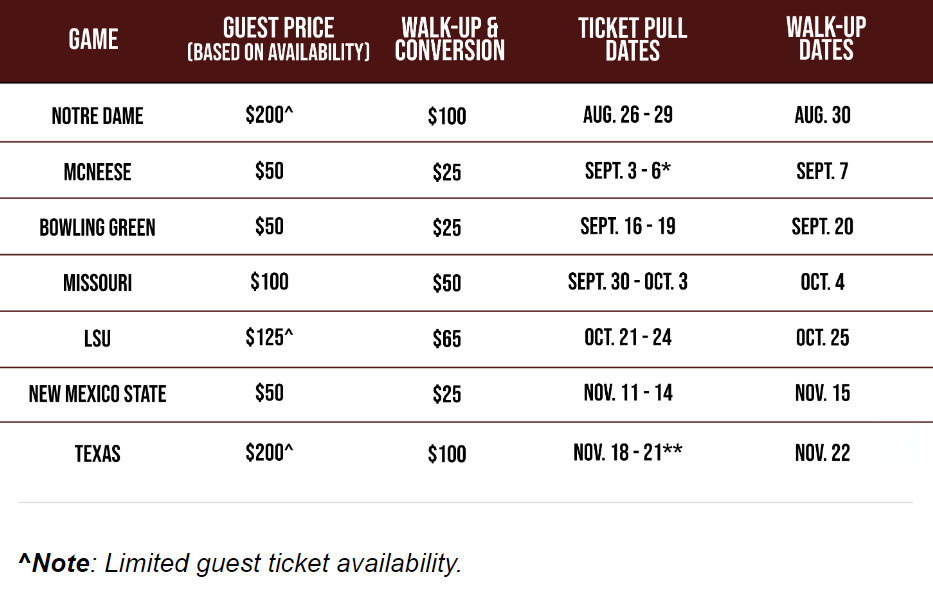 GAME GUEST PRICE (BASED ON AVAILABILITY) WALK-UP & CONVERSION TICKET PULL DATES WALK-UP DATES
NOTRE DAME $200^ $100 AUG. 26 - 29 AUG. 30
MCNEESE $50 $25 SEPT. 3 - 6* SEPT. 7
BOWLING GREEN $50 $25 SEPT. 16 - 19 SEPT. 20
MISSOURI $100 $50 SEPT. 30 - OCT. 3 OCT. 4
LSU $125^ $65 OCT. 21 - 24 OCT. 25
NEW MEXICO STATE $50 $25 NOV. 11 - 14 NOV. 15
TEXAS $200^ $100 NOV. 18 - 21** NOV. 22
^Note: Limited guest ticket availability.